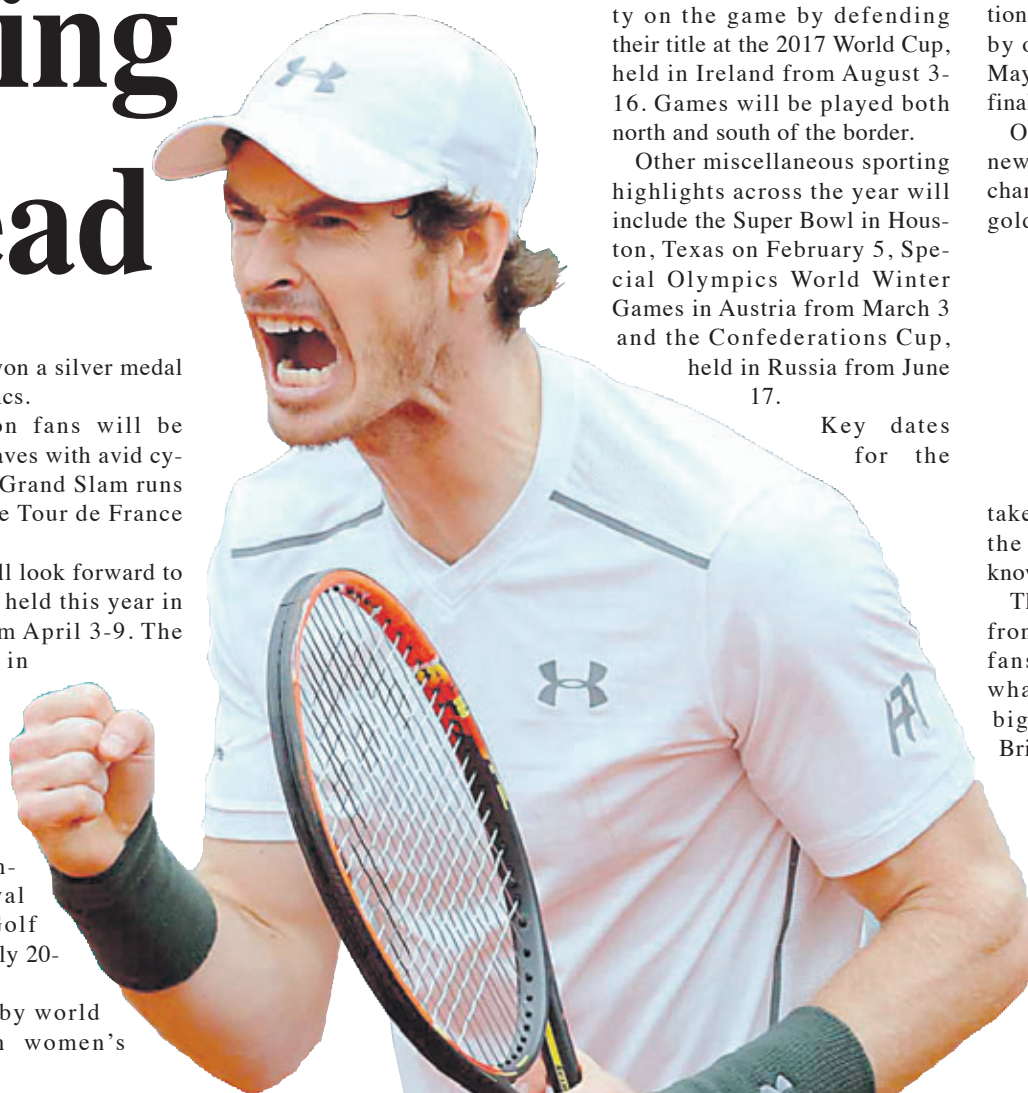 ing
ead
won a silver medal
ics.
on fans will be
aves with avid cy-
Grand Slam runs
e Tour de France
ll look forward to
held this year in
m April 3-9. The
in
n-
val
Golf
ly 20-
by world
n women's
ty on the game by defending
their title at the 2017 World Cup,
held in Ireland from August 3-
16. Games will be played both
north and south of the border.
Other miscellaneous sporting
highlights across the year will
include the Super Bowl in Hous-
ton, Texas on February 5, Spe-
cial Olympics World Winter
Games in Austria from March 3
and the Confederations Cup,
held in Russia from June
17.
Key dates
for the
tion
by
May
final
O
new
char
gold
take
the
know
Th
from
fans
wha
big
Bri